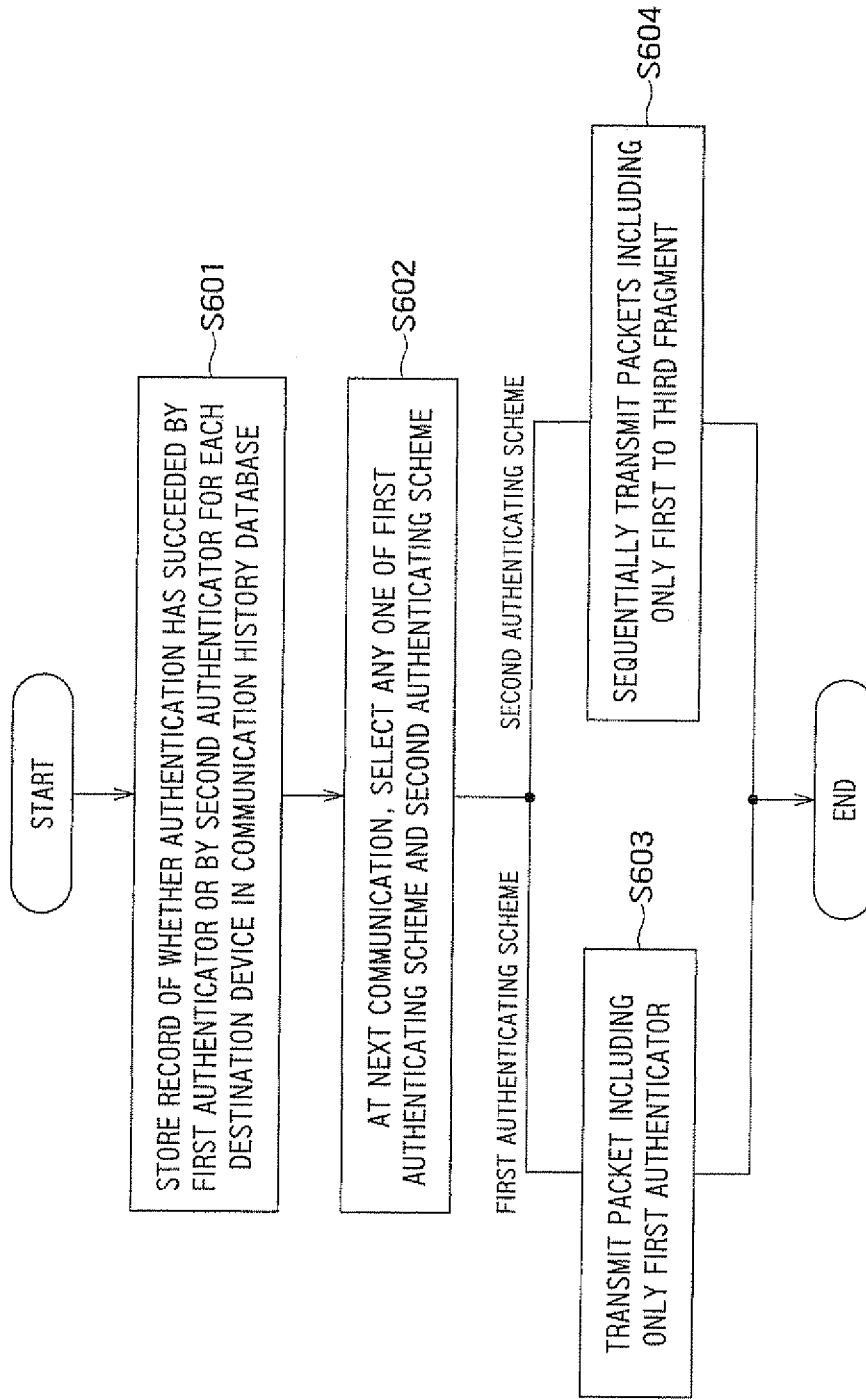 START
STORE RECORD OF WHETHER AUTHENTICATION HAS SUCCEEDED BY
FIRST AUTHENTICATOR OR BY SECOND AUTHENTICATOR FOR EACH
DESTINATION DEVICE IN COMMUNICATION HISTORY DATABASE
S601
AT NEXT COMMUNICATION, SELECT ANY ONE OF FIRST
AUTHENTICATING SCHEME AND SECOND AUTHENTICATING SCHEME
S602
FIRST AUTHENTICATING SCHEME
SECOND AUTHENTICATING SCHEME
TRANSMIT PACKET INCLUDING
ONLY FIRST AUTHENTICATOR
S603
SEQUENTIALLY TRANSMIT PACKETS INCLUDING
ONLY FIRST TO THIRD FRAGMENT
S604
END